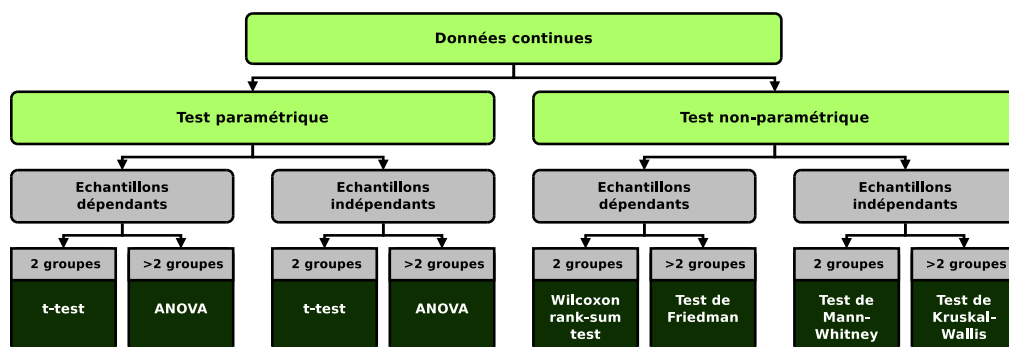 Données continues
Test paramétrique
Test non-paramétrique
Echantillons
dépendants
Echantillons
indépendants
Echantillons
dépendants
Echantillons
indépendants
2 groupes
>2 groupes
2 groupes
>2 groupes
2 groupes
>2 groupes
2 groupes
>2 groupes
t-test
ANOVA
t-test
ANOVA
Wilcoxon
rank-sum
test
Test de
Friedman
Test de
Mann-
Whitney
Test de
Kruskal-
Wallis